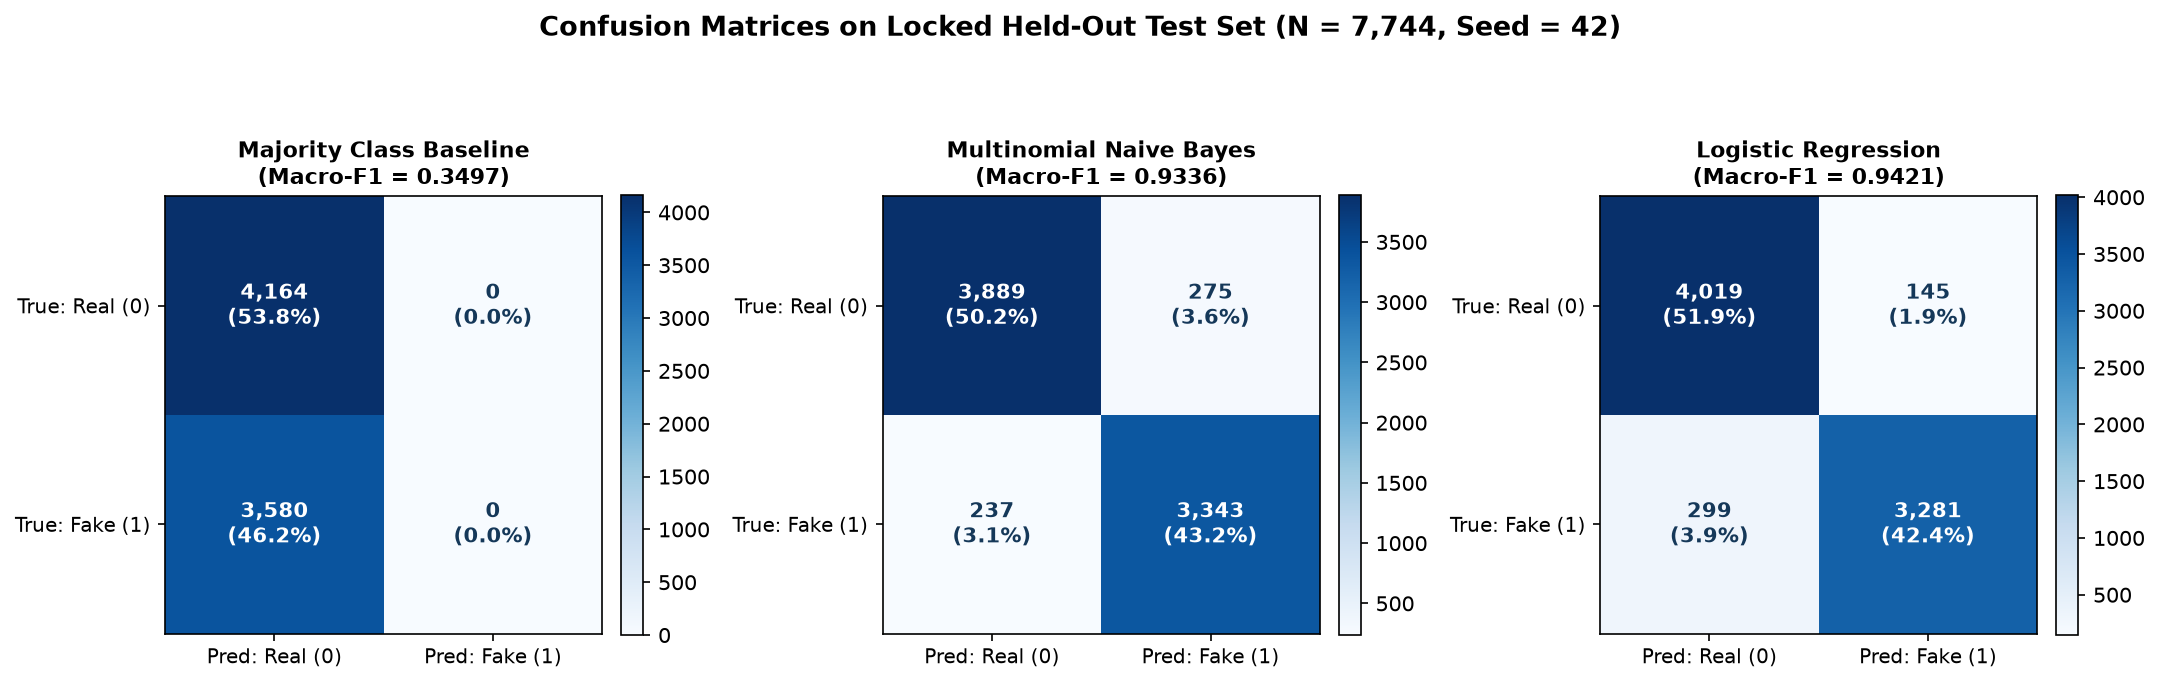 Confusion Matrices on Locked Held-Out Test Set (N = 7,744, Seed = 42)
Majority Class Baseline
(Macro-F1 = 0.3497)
True: Real (0)
True: Fake (1)
4,164
(53.8%)
0
(0.0%)
3,580
(46.2%)
0
(0.0%)
Pred: Real (0)
Pred: Fake (1)
4000
3500
3000
2500
2000
1500
1000
500
0
Multinomial Naive Bayes
(Macro-F1 = 0.9336)
True: Real (0)
True: Fake (1)
3,889
(50.2%)
275
(3.6%)
237
(3.1%)
3,343
(43.2%)
Pred: Real (0)
Pred: Fake (1)
3500
3000
2500
2000
1500
1000
500
Logistic Regression
(Macro-F1 = 0.9421)
True: Real (0)
True: Fake (1)
4,019
(51.9%)
145
(1.9%)
299
(3.9%)
3,281
(42.4%)
Pred: Real (0)
Pred: Fake (1)
4000
3500
3000
2500
2000
1500
1000
500